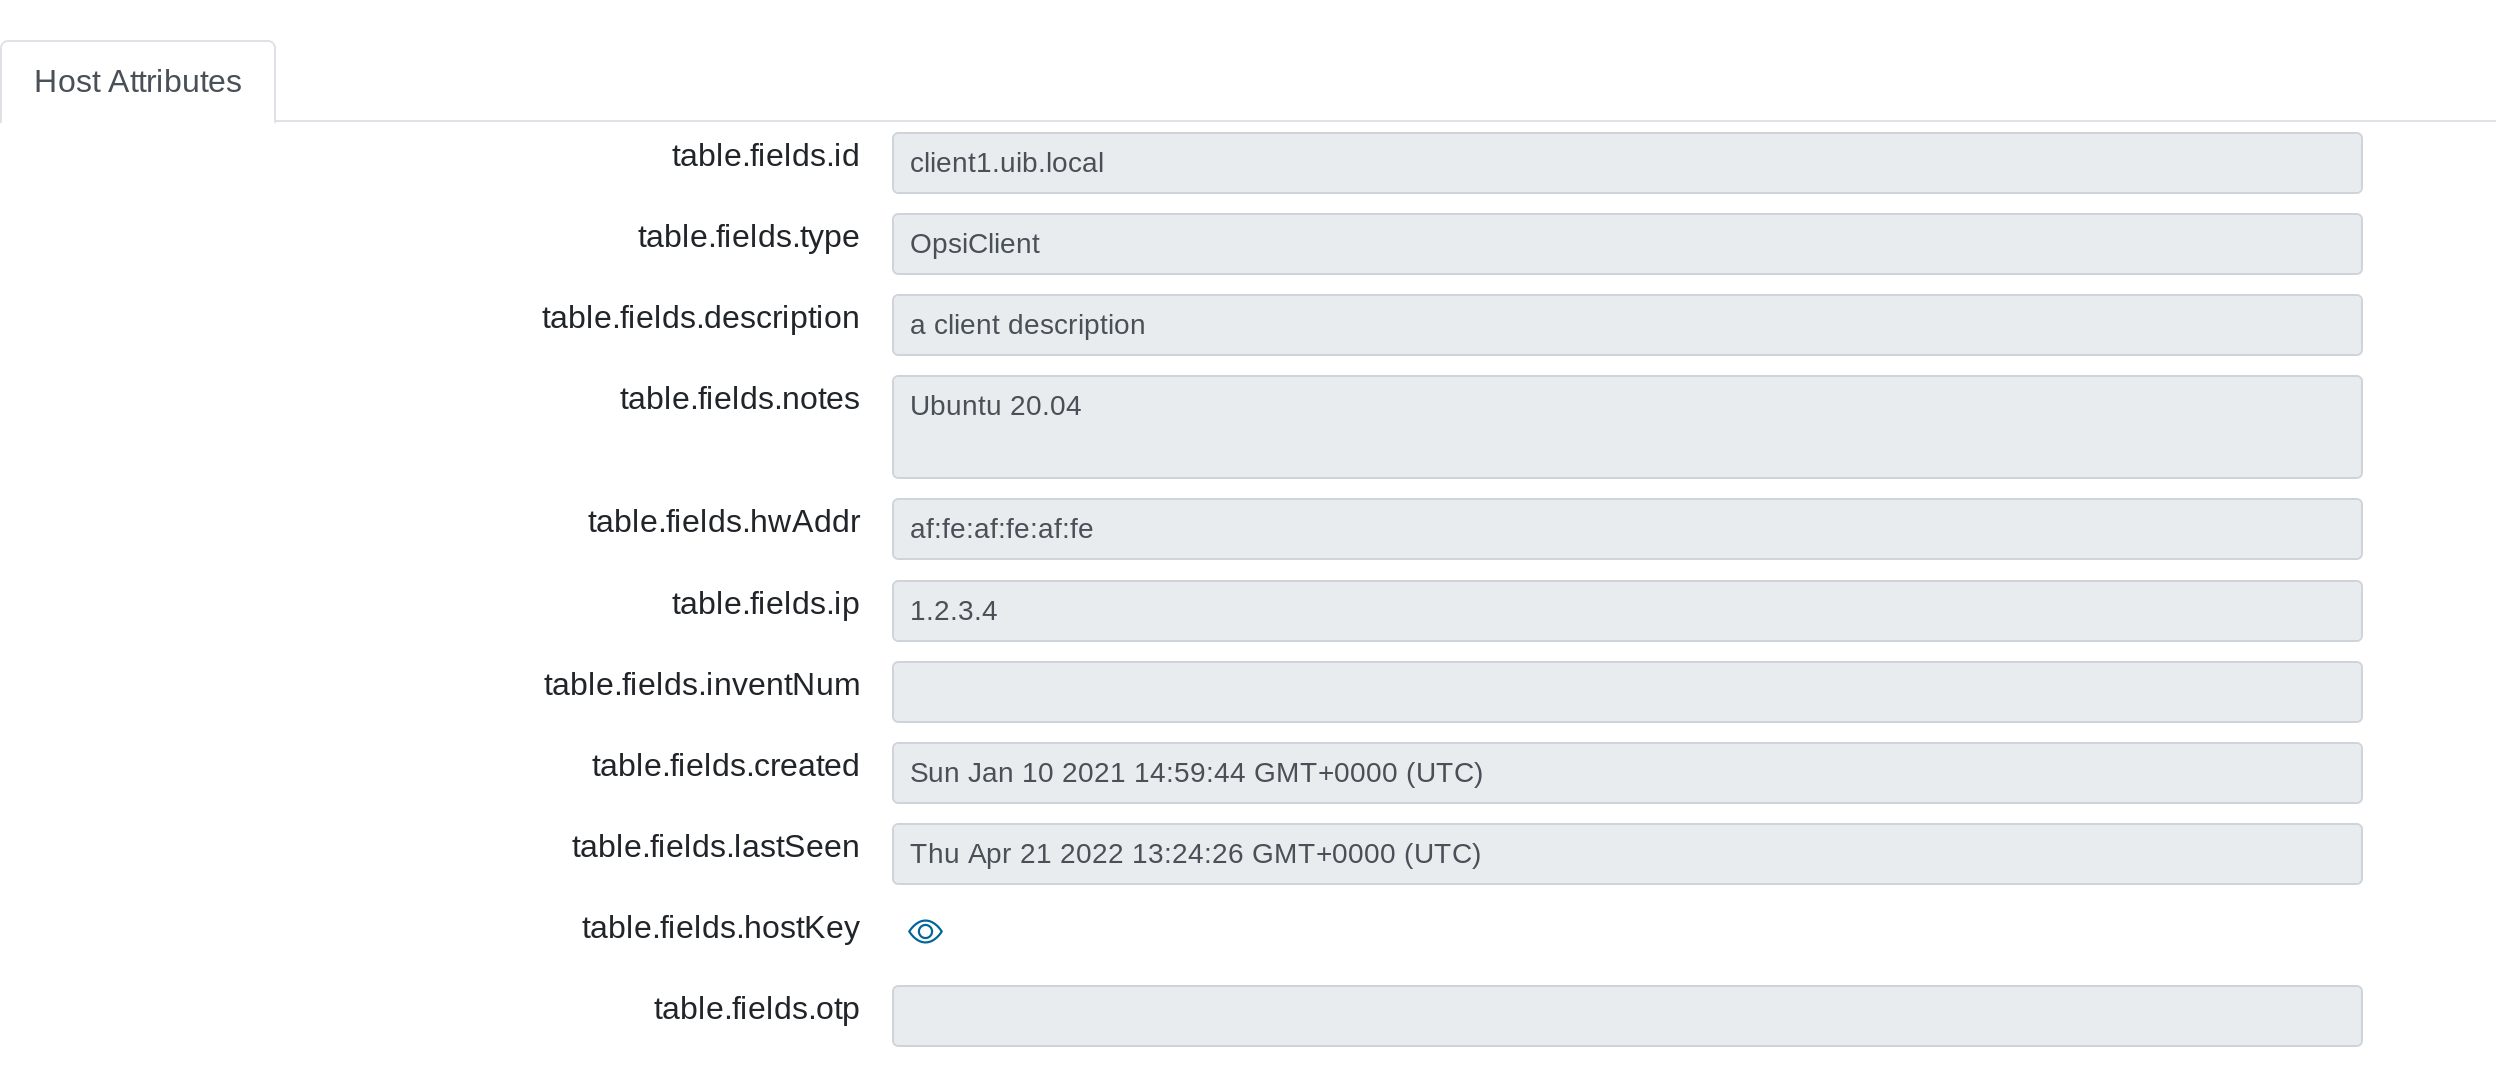 Host Attributes
table.fields.id client1.uib.local
table.fields.type OpsiClient
table.fields.description a client description
table.fields.notes Ubuntu 20.04
table.fields.hwAddr af:fe:af:fe:af:fe
table.fields.ip 1.2.3.4
table.fields.inventNum
table.fields.created Sun Jan 10 2021 14:59:44 GMT+0000 (UTC)
table.fields.lastSeen Thu Apr 21 2022 13:24:26 GMT+0000 (UTC)
table.fields.hostKey
table.fields.otp